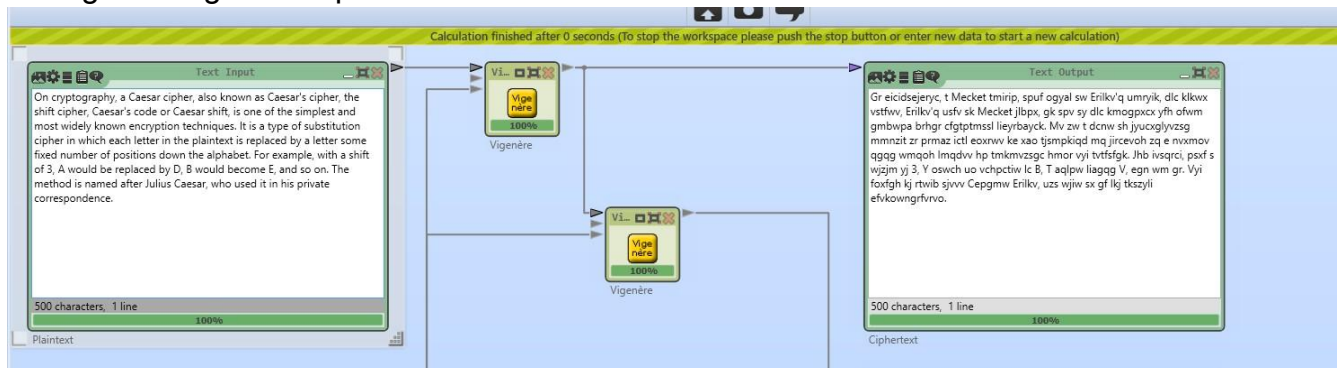 Calculation finished after 0 seconds (To stop the workspace please push the stop button or enter new data to start a new calculation)
Text Input
On cryptography, a Caesar cipher, also known as Caesar's cipher, the
shift cipher, Caesar's code or Caesar shift, is one of the simplest and
most widely known encryption techniques. It is a type of substitution
cipher in which each letter in the plaintext is replaced by a letter some
fixed number of positions down the alphabet. For example, with a shift
of 3, A would be replaced by D, B would become E, and so on. The
method is named after Julius Caesar, who used it in his private
correspondence.
500 characters, 1 line
100%
Plaintext
Vi...
Vige
nère
100%
Vigenère
Vi...
Vige
nère
100%
Vigenère
Text Output
Gr eicidsejeryc, t Mecket tmirip, spuf ogyal sw Erilkv'q umryik, dlc klkwx
vstfwv, Erilkv'q usfv sk Mecket jlbpx, gk spv sy dlc kmogpxcx yfh ofwm
gmbwpa brhgr cfgtptmssl lieyrbayck. Mv zw t dcnw sh jyucxglyvzsg
mmnzit zr prmaz ictl eoxrwv ke xao tjsmpkiqd mq jircevoh zq e nvxmov
qgqg wmqoh lmqdvv hp tmkmvzsgc hmor vyi tvtfsfgk. Jhb ivsqrci, psxf s
wjzjm yj 3, Y oswch uo vchpctiw lc B, T aqlpw liagqg V, egn wm gr. Vyi
foxfgh kj rtwib sjvvv Cepgmw Erilkv, uzs wjiw sx gf lkj tkszyli
efvkowngrfvrvo.
500 characters, 1 line
100%
Ciphertext